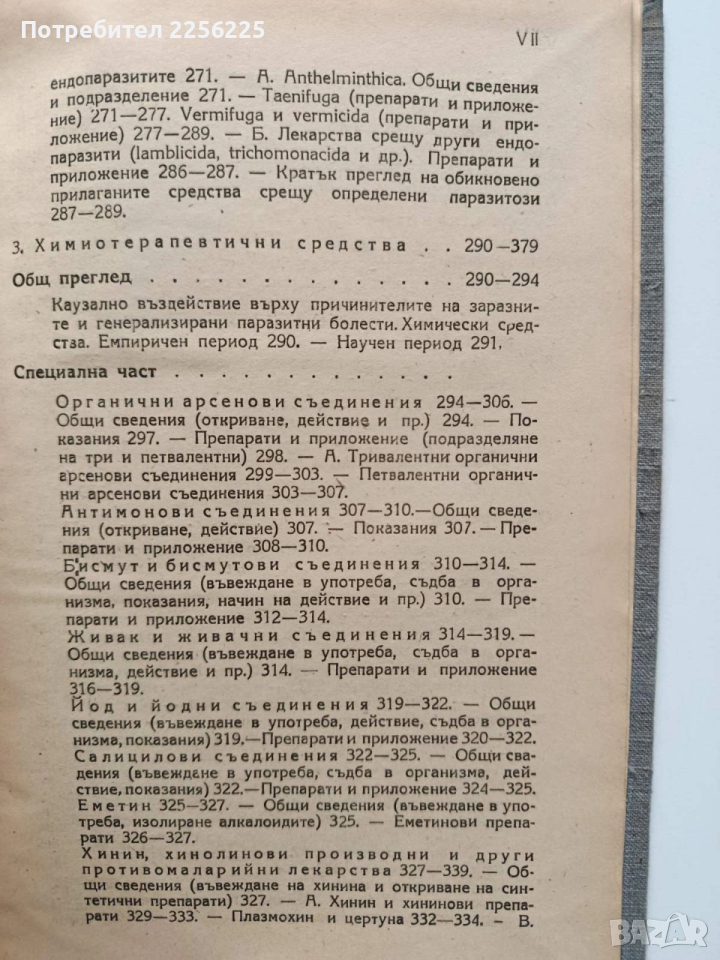 Потребител 2256225
VII
ендопаразитите 271. — A. Anthelminthica. Общи сведения
и подразделение 271. — Taenifuga (препарати и приложе-
ние) 271—277. Vermifuga и vermicida (препарати и при-
ложение) 277—289. — Б. Лекарства срещу други ендо-
паразити (lamblicida, trichomonacida и др.). Препарати и
приложение 286—287. — Кратък преглед на обикновено
прилаганите средства срещу определени паразитози
287—289.
3. Химиотерапевтични средства . . 290—379
Общ преглед . . . . . . . . . . . . . . 290—294
Каузално въздействие върху причинителите на заразни-
те и генерализирани паразитни болести. Химически сред-
ства. Емпиричен период 290. — Научен период 291.
Специална част . . . . . . . . . . . . .
Органични арсенови съединения 294—306. —
Общи сведения (откриване, действие и пр.) 294. — По-
казания 297. — Препарати и приложение (подразделяне
на три и петвалентни) 298. — А. Тривалентни органични
арсенови съединения 299—303. — Петвалентни органич-
ни арсенови съединения 303—307.
Антимонови съединения 307—310.—Общи сведе-
ния (откриване, действие) 307. — Показания 307. — Пре-
парати и приложение 308—310.
Бисмут и бисмутови съединения 310—314. —
Общи сведения (въвеждане в употреба, съдба в орга-
низма, показания, начин на действие и пр.) 310. — Пре-
парати и приложение 312—314.
Живак и живачни съединения 314—319. —
Общи сведения (въвеждане в употреба, съдба в орга-
низма, действие и пр.) 314. — Препарати и приложение
316—319.
Йод и йодни съединения 319—322. — Общи
сведения (въвеждане в употреба, действие, съдба в орга-
низма, показания) 319.—Препарати и приложение 320—322.
Салицилови съединения 322—325. — Общи сва-
дения (въвеждане в употреба, съдба в организма, дей-
ствие, показания) 322.—Препарати и приложение 324—325.
Еметин 325—327. — Общи сведения (въвеждане в упо-
треба, изолиране алкалоидите) 325. — Еметинови препа-
рати 326—327.
Хинин, хинолинови производни и други
противомаларийни лекарства 327—339. — Об-
щи сведения (въвеждане на хинина и откриване на син-
тетични препарати) 327. — А. Хинин и хининови препа-
рати 329—333. — Плазмохин и цертуна 332—334. — В.
BAZAR